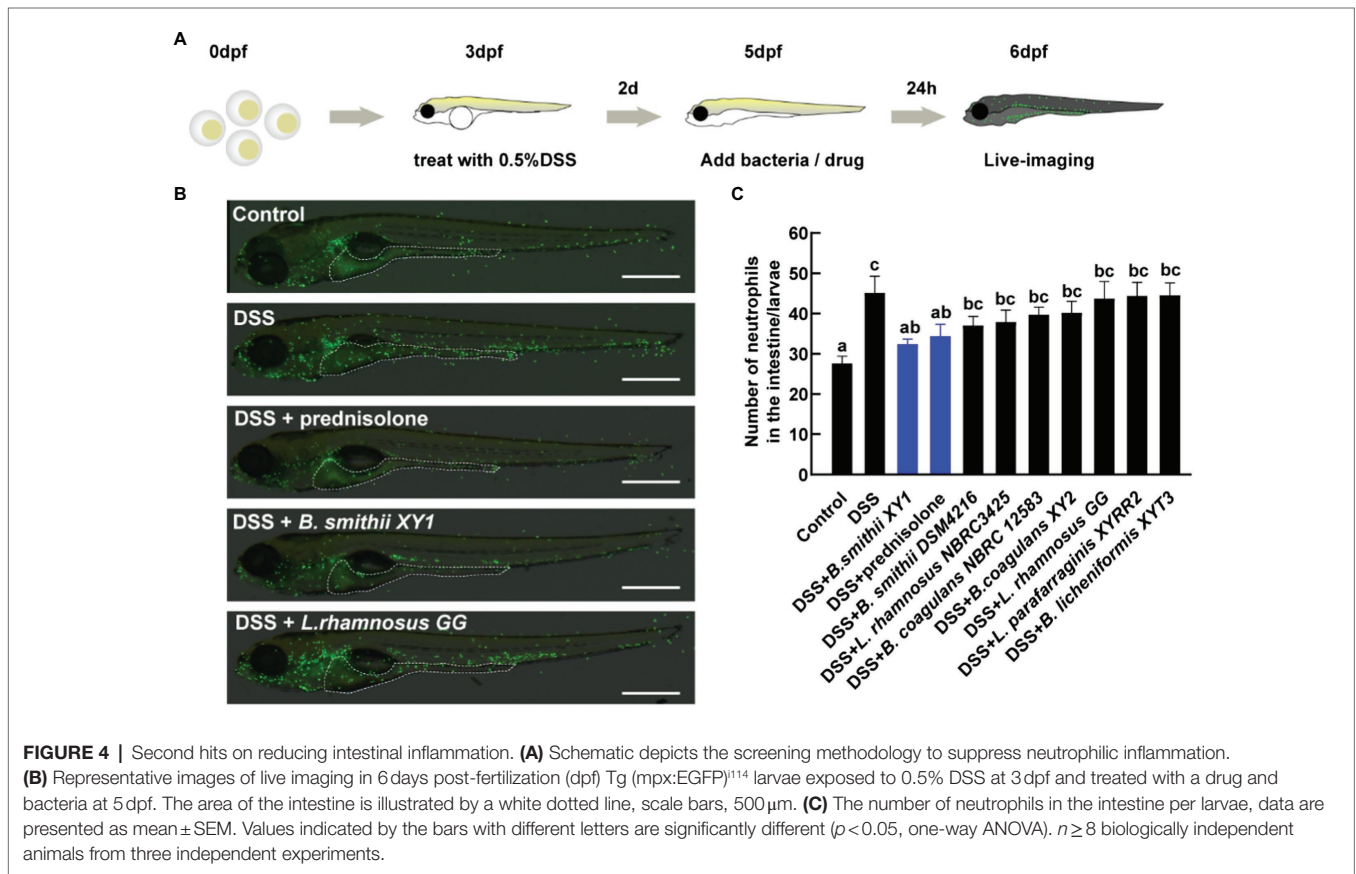 A
0dpf
3dpf
5dpf
6dpf
2d
24h
treat with 0.5%DSS
Add bacteria / drug
Live-imaging
B
Control
DSS
DSS + prednisolone
DSS + B. smithii XY1
DSS + L.rhamnosus GG
C
Number of neutrophils
in the intestine/larvae
60
50
40
30
20
10
0
a
c
ab
ab
bc
bc
bc
bc
bc
bc
bc
Control
DSS
DSS+B.smithii XY1
DSS+prednisolone
DSS+B. smithii DSM4216
DSS+L. rhamnosus NBRC3425
DSS+B. coagulans NBRC 12583
DSS+B.coagulans XY2
DSS+L. rhamnosus GG
DSS+L. parafarraginis XYRR2
DSS+B. licheniformis XYT3
FIGURE 4 | Second hits on reducing intestinal inflammation. (A) Schematic depicts the screening methodology to suppress neutrophilic inflammation.
(B) Representative images of live imaging in 6 days post-fertilization (dpf) Tg (mpx:EGFP)i114 larvae exposed to 0.5% DSS at 3 dpf and treated with a drug and
bacteria at 5 dpf. The area of the intestine is illustrated by a white dotted line, scale bars, 500 μm. (C) The number of neutrophils in the intestine per larvae, data are
presented as mean ± SEM. Values indicated by the bars with different letters are significantly different (p < 0.05, one-way ANOVA). n ≥ 8 biologically independent
animals from three independent experiments.